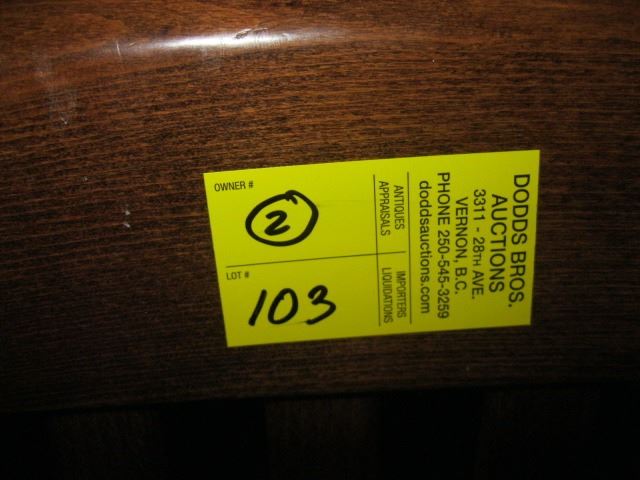 DODDS BROS.
AUCTIONS
3311 - 28TH AVE.
VERNON, B.C.
PHONE 250-545-3259
doddsauctions.com
ANTIQUES
APPRAISALS
IMPORTERS
LIQUIDATIONS
OWNER #
2
LOT #
103